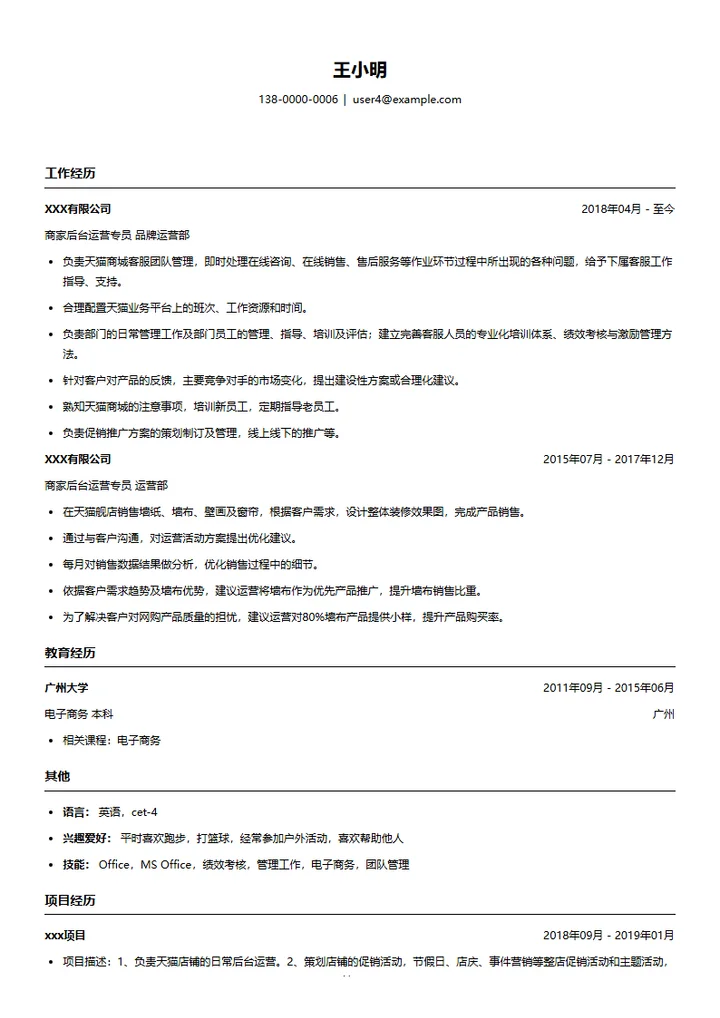 王小明
138-0000-0006 | user4@example.com
工作经历
XXX有限公司 2018年04月 - 至今
商家后台运营专员 品牌运营部
• 负责天猫商城客服团队管理，即时处理在线咨询、在线销售、售后服务等作业环节过程中所出现的各种问题，给予下属客服工作
指导、支持。
• 合理配置天猫业务平台上的班次、工作资源和时间。
• 负责部门的日常管理工作及部门员工的管理、指导、培训及评估；建立完善客服人员的专业化培训体系、绩效考核与激励管理方
法。
• 针对客户对产品的反馈，主要竞争对手的市场变化，提出建设性方案或合理化建议。
• 熟知天猫商城的注意事项，培训新员工，定期指导老员工。
• 负责促销推广方案的策划制订及管理，线上线下的推广等。
XXX有限公司 2015年07月 - 2017年12月
商家后台运营专员 运营部
• 在天猫舰店销售墙纸、墙布、壁画及窗帘，根据客户需求，设计整体装修效果图，完成产品销售。
• 通过与客户沟通，对运营活动方案提出优化建议。
• 每月对销售数据结果做分析，优化销售过程中的细节。
• 依据客户需求趋势及墙布优势，建议运营将墙布作为优先产品推广，提升墙布销售比重。
• 为了解决客户对网购产品质量的担忧，建议运营对80%墙布产品提供小样，提升产品购买率。
教育经历
广州大学 2011年09月 - 2015年06月
电子商务 本科 广州
• 相关课程：电子商务
其他
• 语言： 英语，cet-4
• 兴趣爱好： 平时喜欢跑步，打篮球，经常参加户外活动，喜欢帮助他人
• 技能： Office，MS Office，绩效考核，管理工作，电子商务，团队管理
项目经历
xxx项目 2018年09月 - 2019年01月
• 项目描述：1、负责天猫店铺的日常后台运营。2、策划店铺的促销活动，节假日、店庆、事件营销等整店促销活动和主题活动，